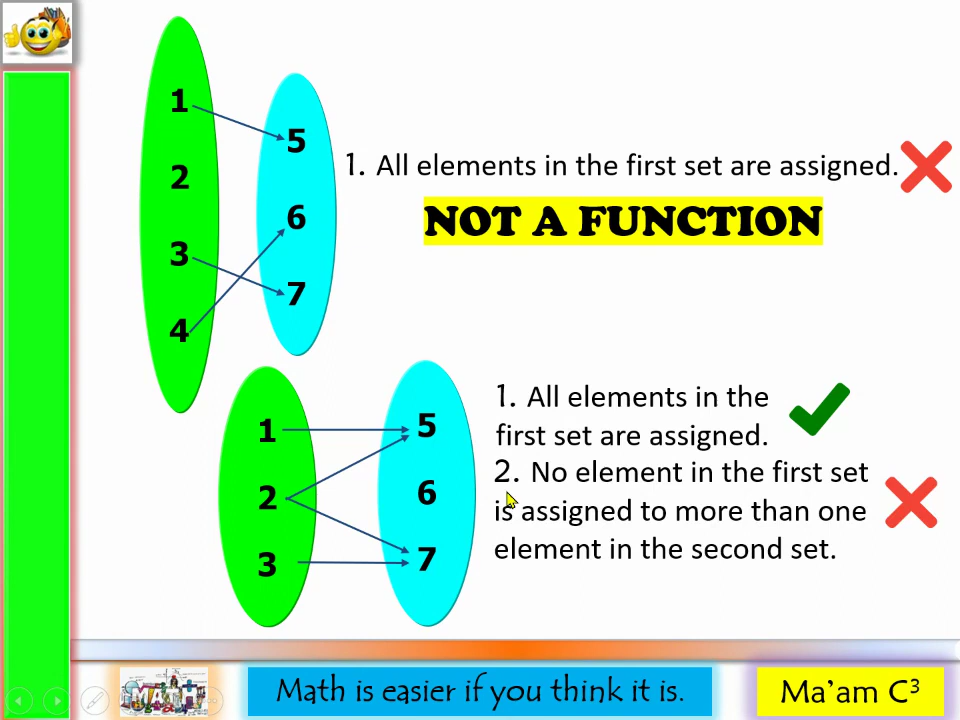 1
2
3
4
5
6
7
1. All elements in the first set are assigned.
NOT A FUNCTION
1
2
3
5
6
7
1. All elements in the
first set are assigned.
2. No element in the first set
is assigned to more than one
element in the second set.
MATH
Math is easier if you think it is.
Ma'am C³